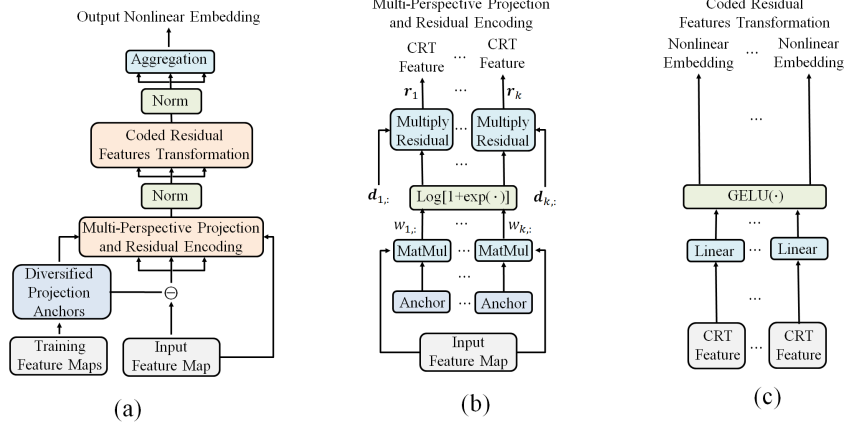 Output Nonlinear Embedding
Aggregation
Norm
Coded Residual
Features Transformation
Norm
Multi-Perspective Projection
and Residual Encoding
Diversified
Projection
Anchors
⊖
Training
Feature Maps
Input
Feature Map
(a)
Multi-Perspective Projection
and Residual Encoding
CRT
Feature
...
CRT
Feature
r1
...
rk
Multiply
Residual
...
Multiply
Residual
...
d1,:
Log[1+exp(·)]
dk,:
w1,:
...
wk,:
MatMul
...
MatMul
...
Anchor
...
Anchor
Input
Feature Map
(b)
Coded Residual
Features Transformation
Nonlinear
Embedding
...
Nonlinear
Embedding
...
GELU(·)
...
Linear
...
Linear
...
CRT
Feature
...
CRT
Feature
(c)